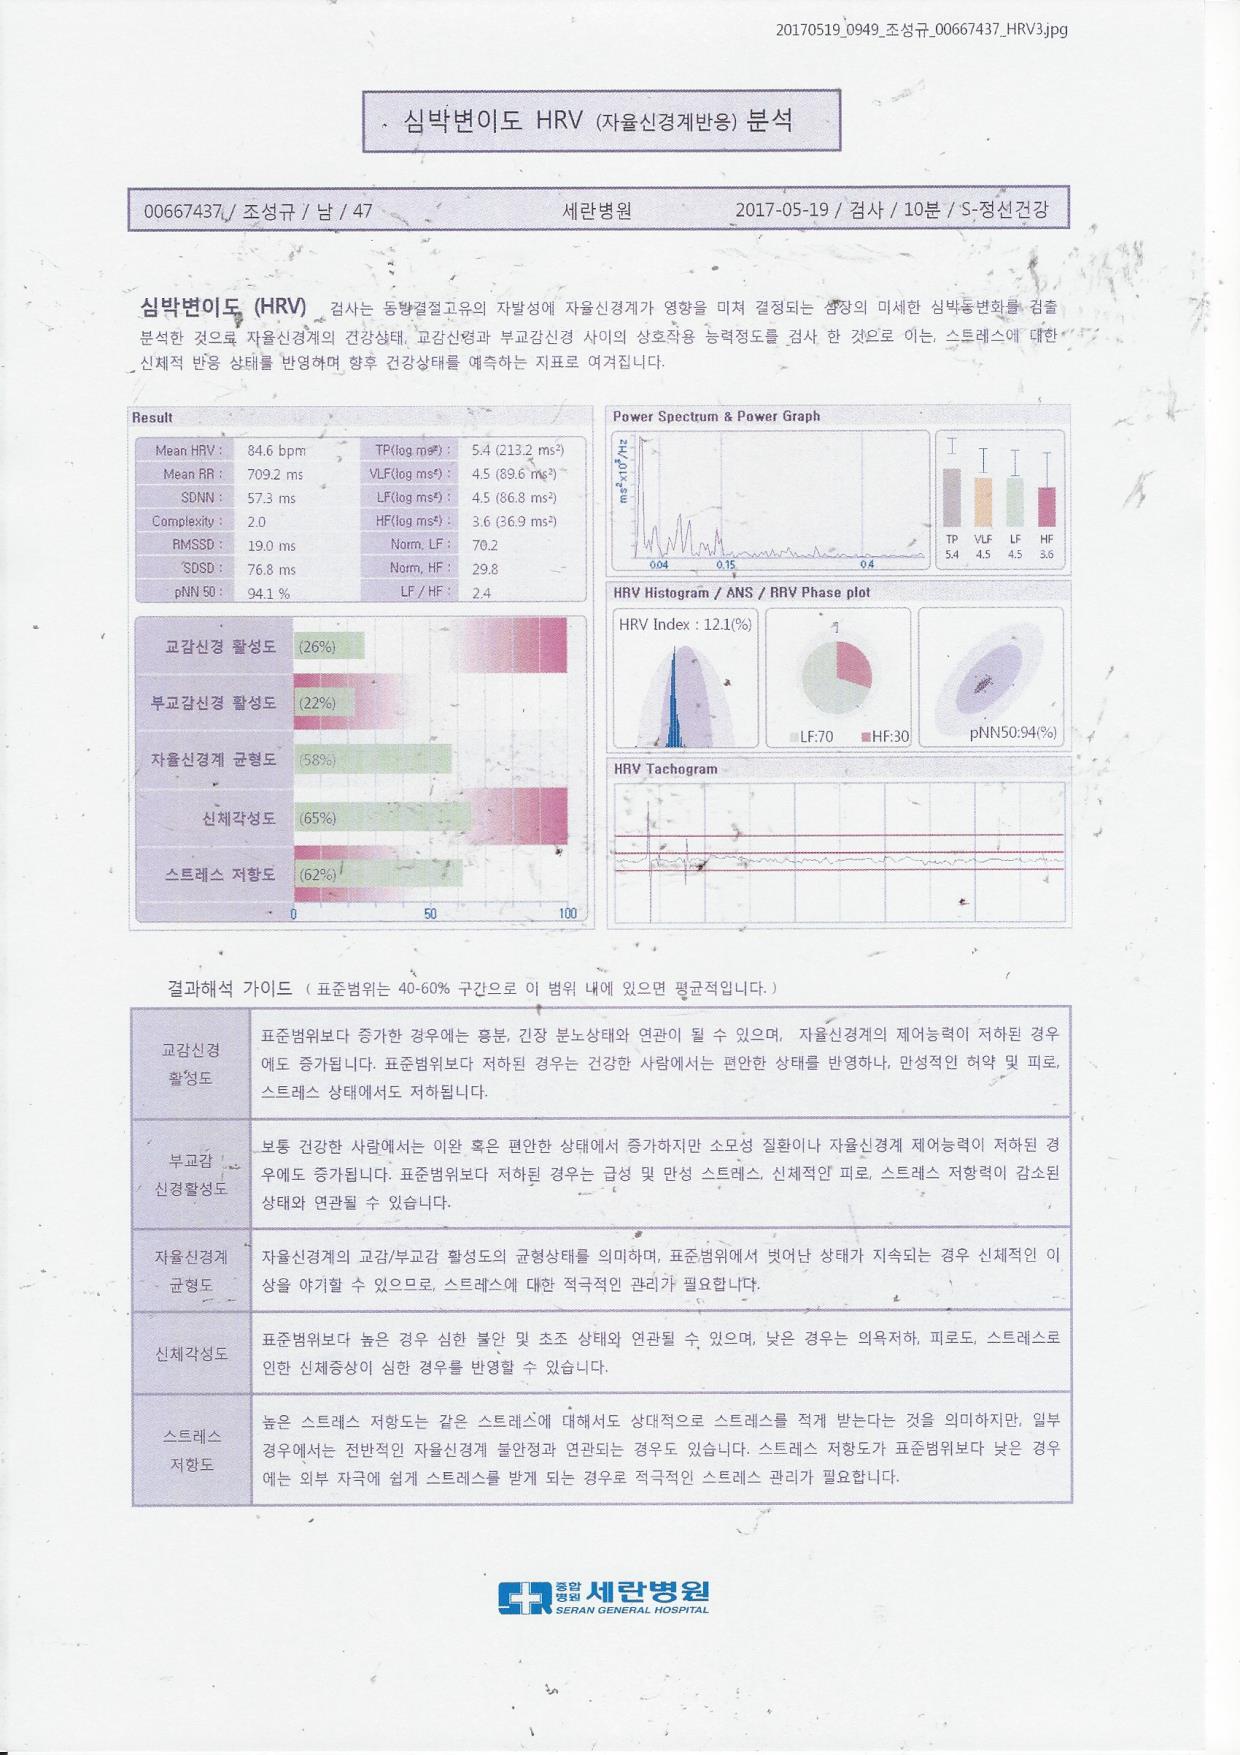 20170519_0949_조성규_00667437_HRV3.jpg
심박변이도 HRV (자율신경계반응) 분석
00667437 / 조성규 / 남 / 47 세란병원 2017-05-19 / 검사 / 10분 / S-정선건강
심박변이도 (HRV) 검사는 동방결절고유의 자발성에 자율신경계가 영향을 미쳐 결정되는 심장의 미세한 심박동변화를 검출
분석한 것으로 자율신경계의 건강상태, 교감신경과 부교감신경 사이의 상호작용 능력정도를 검사 한 것으로 이는, 스트레스에 대한
신체적 반응 상태를 반영하며 향후 건강상태를 예측하는 지표로 여겨집니다.
Result
Mean HRV : 84.6 bpm TP(log ms²) : 5.4 (213.2 ms²)
Mean RR : 709.2 ms VLF(log ms²) : 4.5 (89.6 ms²)
SDNN : 57.3 ms LF(log ms²) : 4.5 (86.8 ms²)
Complexity : 2.0 HF(log ms²) : 3.6 (36.9 ms²)
RMSSD : 19.0 ms Norm, LF : 70.2
SDSD : 76.8 ms Norm, HF : 29.8
pNN 50 : 94.1 % LF / HF : 2.4
교감신경 활성도 (26%)
부교감신경 활성도 (22%)
자율신경계 균형도 (58%)
신체각성도 (65%)
스트레스 저항도 (62%)
0 50 100
Power Spectrum & Power Graph
ms²x10³/Hz
0.04 0.15 0.4
TP VLF LF HF
5.4 4.5 4.5 3.6
HRV Histogram / ANS / RRV Phase plot
HRV Index : 12.1(%)
LF:70 HF:30
pNN50:94(%)
HRV Tachogram
결과해석 가이드 ( 표준범위는 40-60% 구간으로 이 범위 내에 있으면 평균적입니다. )
교감신경
활성도
표준범위보다 증가한 경우에는 흥분, 긴장 분노상태와 연관이 될 수 있으며, 자율신경계의 제어능력이 저하된 경우
에도 증가됩니다. 표준범위보다 저하된 경우는 건강한 사람에서는 편안한 상태를 반영하나, 만성적인 허약 및 피로,
스트레스 상태에서도 저하됩니다.
부교감
신경활성도
보통 건강한 사람에서는 이완 혹은 편안한 상태에서 증가하지만 소모성 질환이나 자율신경계 제어능력이 저하된 경
우에도 증가됩니다. 표준범위보다 저하된 경우는 급성 및 만성 스트레스, 신체적인 피로, 스트레스 저항력이 감소된
상태와 연관될 수 있습니다.
자율신경계
균형도
자율신경계의 교감/부교감 활성도의 균형상태를 의미하며, 표준범위에서 벗어난 상태가 지속되는 경우 신체적인 이
상을 야기할 수 있으므로, 스트레스에 대한 적극적인 관리가 필요합니다.
신체각성도
표준범위보다 높은 경우 심한 불안 및 초조 상태와 연관될 수 있으며, 낮은 경우는 의욕저하, 피로도, 스트레스로
인한 신체증상이 심한 경우를 반영할 수 있습니다.
스트레스
저항도
높은 스트레스 저항도는 같은 스트레스에 대해서도 상대적으로 스트레스를 적게 받는다는 것을 의미하지만, 일부
경우에서는 전반적인 자율신경계 불안정과 연관되는 경우도 있습니다. 스트레스 저항도가 표준범위보다 낮은 경우
에는 외부 자극에 쉽게 스트레스를 받게 되는 경우로 적극적인 스트레스 관리가 필요합니다.
종합병원 세란병원
SERAN GENERAL HOSPITAL